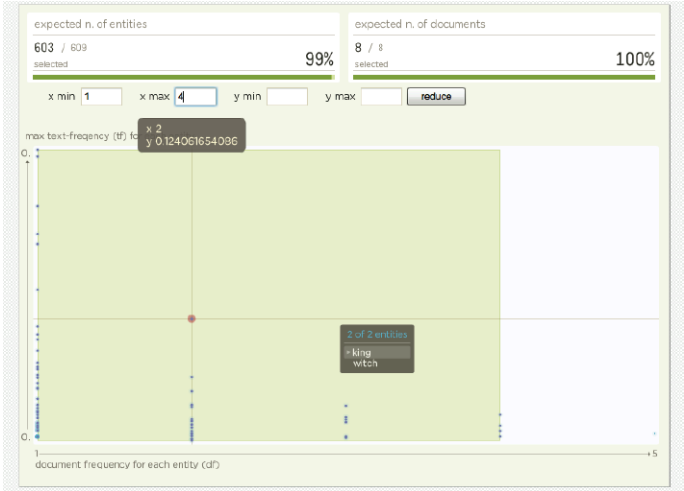 expected n. of entities
603 / 609
selected
99%
expected n. of documents
8 / 8
selected
100%
x min 1 x max 4 y min y max reduce
max text-freqency (tf) fo
x 2
y 0.124061654086
0.
2 of 2 entities
king
witch
0.
1 5
document frequency for each entity (df)